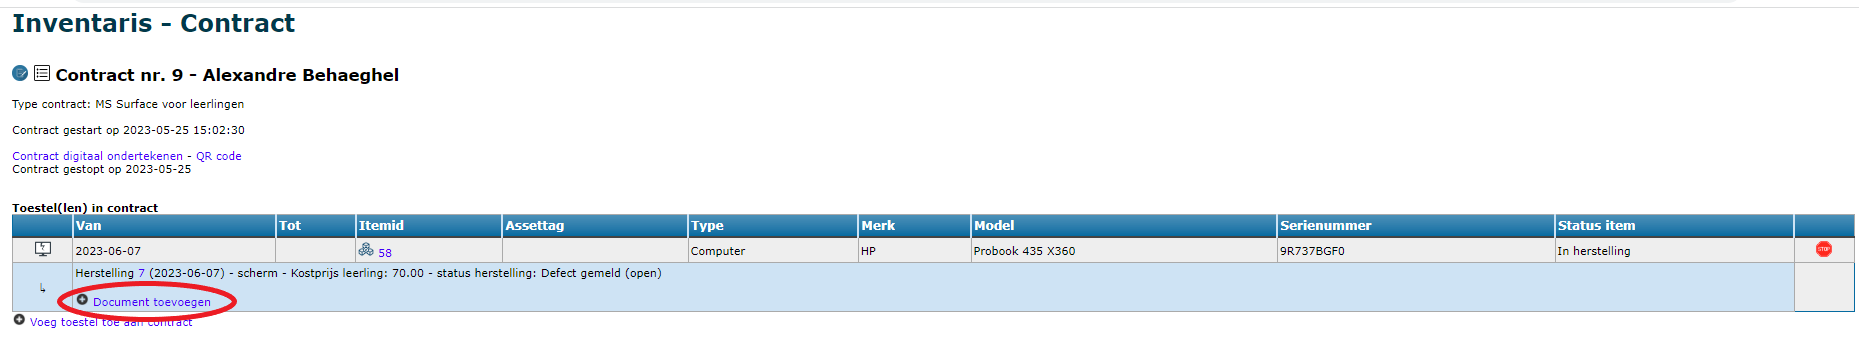 Inventaris - Contract
Contract nr. 9 - Alexandre Behaeghel
Type contract: MS Surface voor leerlingen
Contract gestart op 2023-05-25 15:02:30
Contract digitaal ondertekenen - QR code
Contract gestopt op 2023-05-25
Toestel(len) in contract
Van Tot Itemid Assettag Type Merk Model Serienummer Status item
2023-06-07 58 Computer HP Probook 435 X360 9R737BGF0 In herstelling STOP
Herstelling 7 (2023-06-07) - scherm - Kostprijs leerling: 70.00 - status herstelling: Defect gemeld (open)
Document toevoegen
Voeg toestel toe aan contract